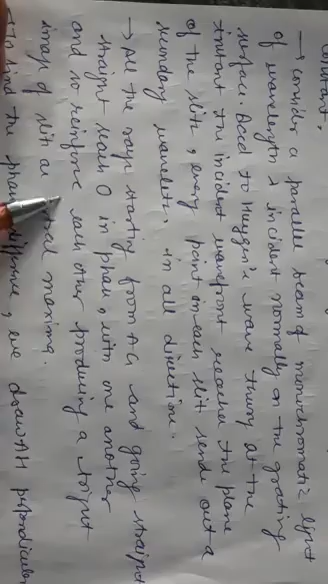 → consider a parallel beam of monochromatic light
of wavelength λ incident normally on the grating
surface. Accd to Huygen's wave theory at the
instant the incident wavefront reaches the plane
of the slits, every point in each slit sends out a
secondary wavelets in all direction.
→ All the rays starting from A C and going straight
straight reach O in phase, with one another
and so reinforce each other producing a bright
image of slit as maxima.
→ To find the phase difference, we draw AH perpendicular